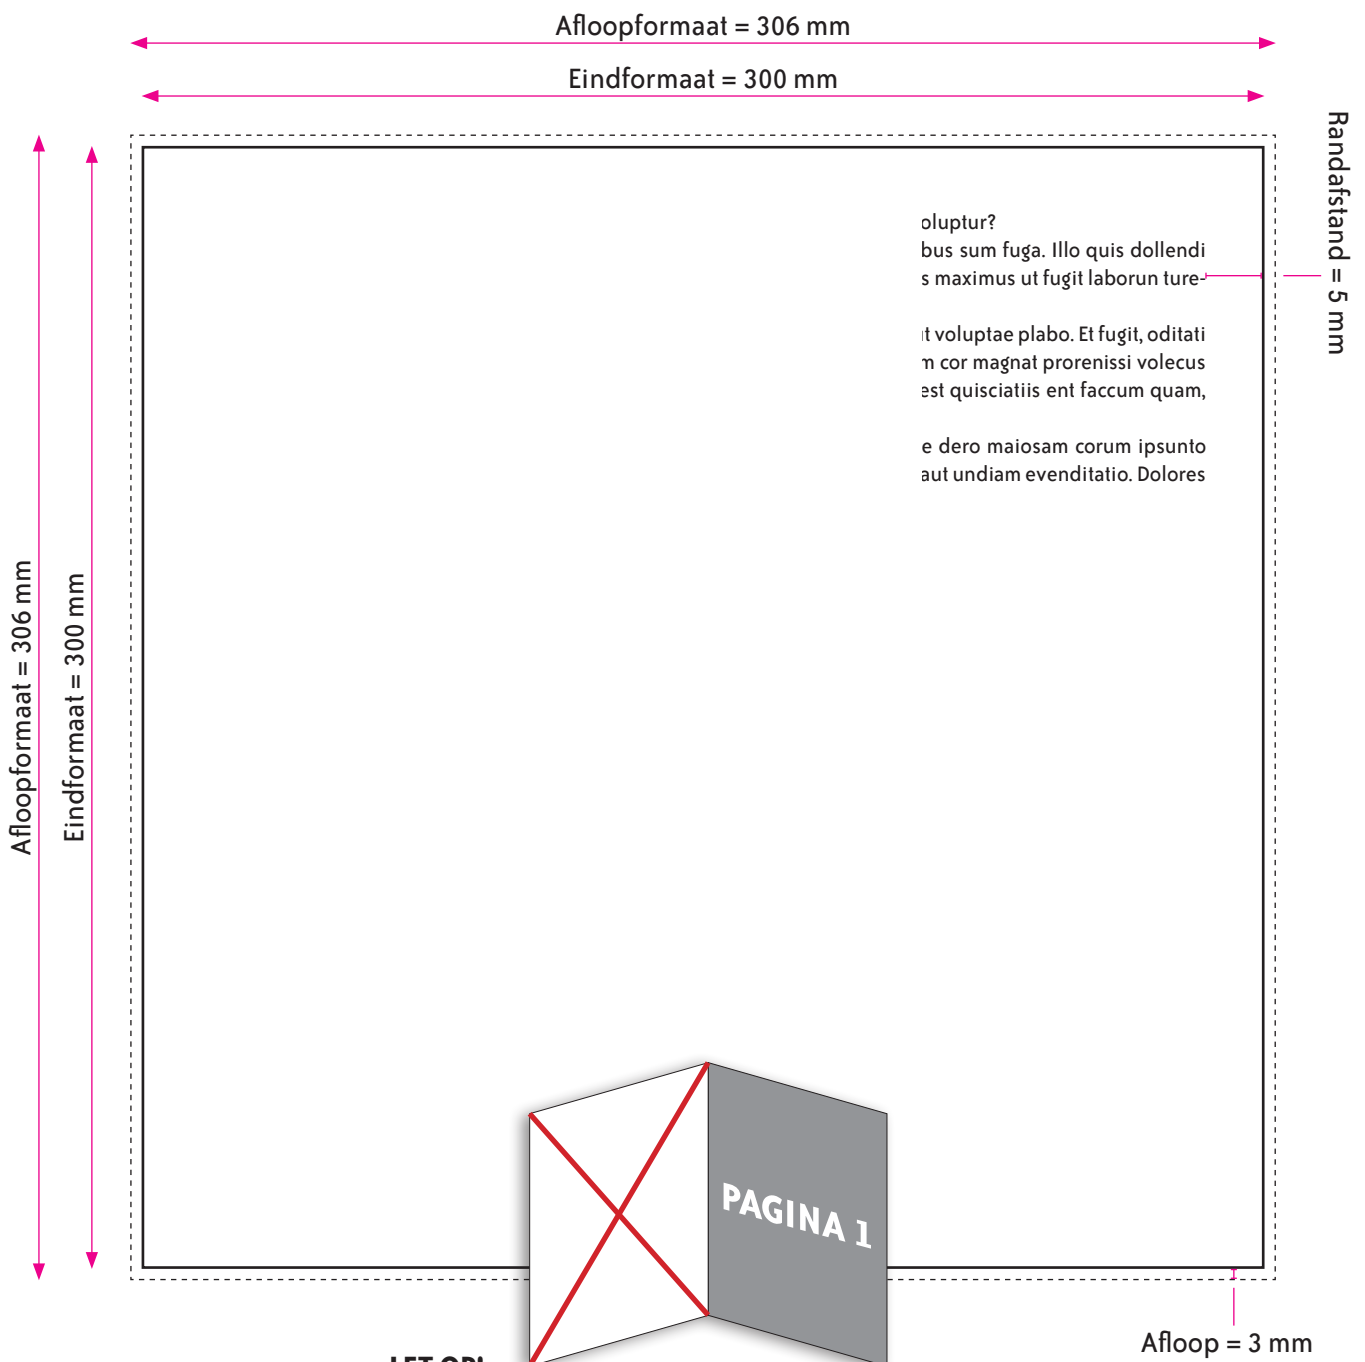 Afloopformaat = 306 mm
Eindformaat = 300 mm
Randafstand = 5 mm
oluptur?
bus sum fuga. Illo quis dollendi
s maximus ut fugit laborun ture-
t voluptae plabo. Et fugit, oditati
m cor magnat prorenissi volecus
est quisciatiis ent faccum quam,
e dero maiosam corum ipsunto
aut undiam evenditatio. Dolores
Afloopformaat = 306 mm
Eindformaat = 300 mm
PAGINA 1
Afloop = 3 mm
LET OP!